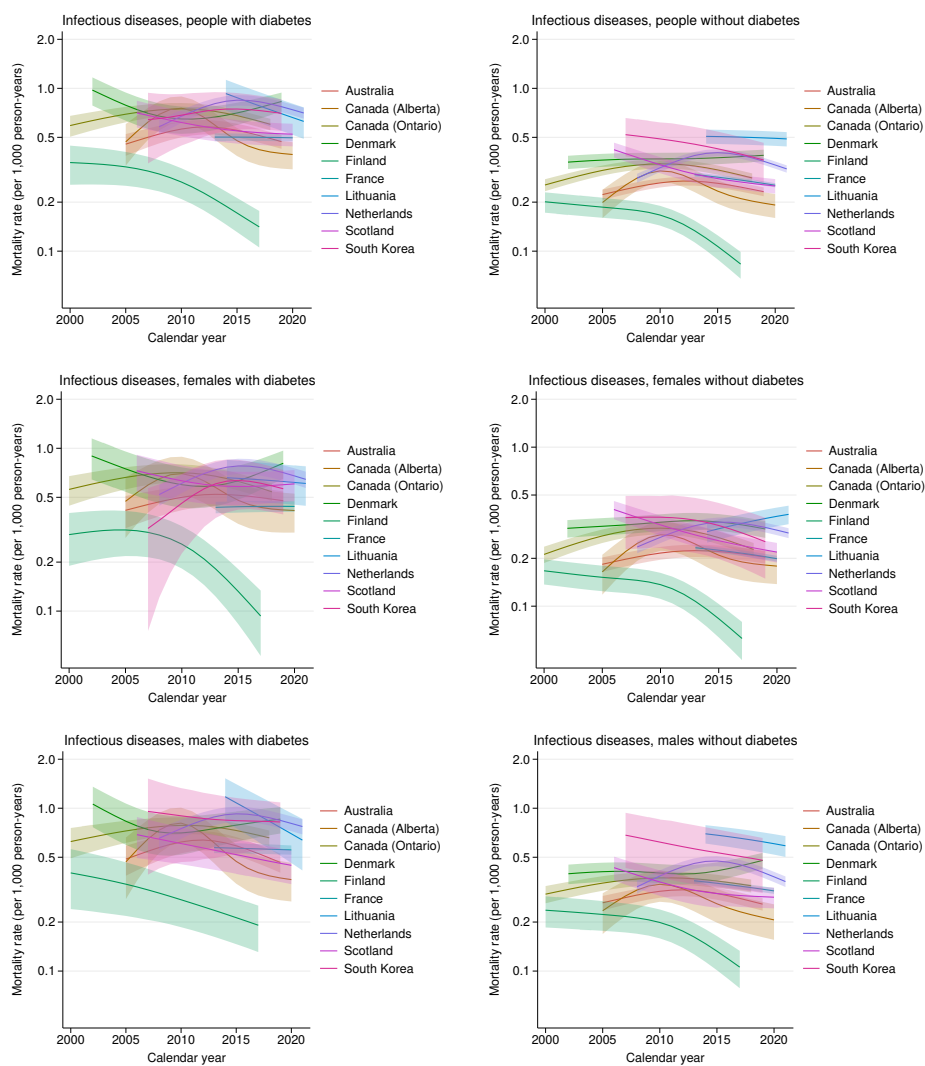 Infectious diseases, people with diabetes
Mortality rate (per 1,000 person-years)
2.0
1.0
0.5
0.2
0.1
2000 2005 2010 2015 2020
Calendar year
Australia
Canada (Alberta)
Canada (Ontario)
Denmark
Finland
France
Lithuania
Netherlands
Scotland
South Korea
Infectious diseases, people without diabetes
Mortality rate (per 1,000 person-years)
2.0
1.0
0.5
0.2
0.1
2000 2005 2010 2015 2020
Calendar year
Australia
Canada (Alberta)
Canada (Ontario)
Denmark
Finland
France
Lithuania
Netherlands
Scotland
South Korea
Infectious diseases, females with diabetes
Mortality rate (per 1,000 person-years)
2.0
1.0
0.5
0.2
0.1
2000 2005 2010 2015 2020
Calendar year
Australia
Canada (Alberta)
Canada (Ontario)
Denmark
Finland
France
Lithuania
Netherlands
Scotland
South Korea
Infectious diseases, females without diabetes
Mortality rate (per 1,000 person-years)
2.0
1.0
0.5
0.2
0.1
2000 2005 2010 2015 2020
Calendar year
Australia
Canada (Alberta)
Canada (Ontario)
Denmark
Finland
France
Lithuania
Netherlands
Scotland
South Korea
Infectious diseases, males with diabetes
Mortality rate (per 1,000 person-years)
2.0
1.0
0.5
0.2
0.1
2000 2005 2010 2015 2020
Calendar year
Australia
Canada (Alberta)
Canada (Ontario)
Denmark
Finland
France
Lithuania
Netherlands
Scotland
South Korea
Infectious diseases, males without diabetes
Mortality rate (per 1,000 person-years)
2.0
1.0
0.5
0.2
0.1
2000 2005 2010 2015 2020
Calendar year
Australia
Canada (Alberta)
Canada (Ontario)
Denmark
Finland
France
Lithuania
Netherlands
Scotland
South Korea